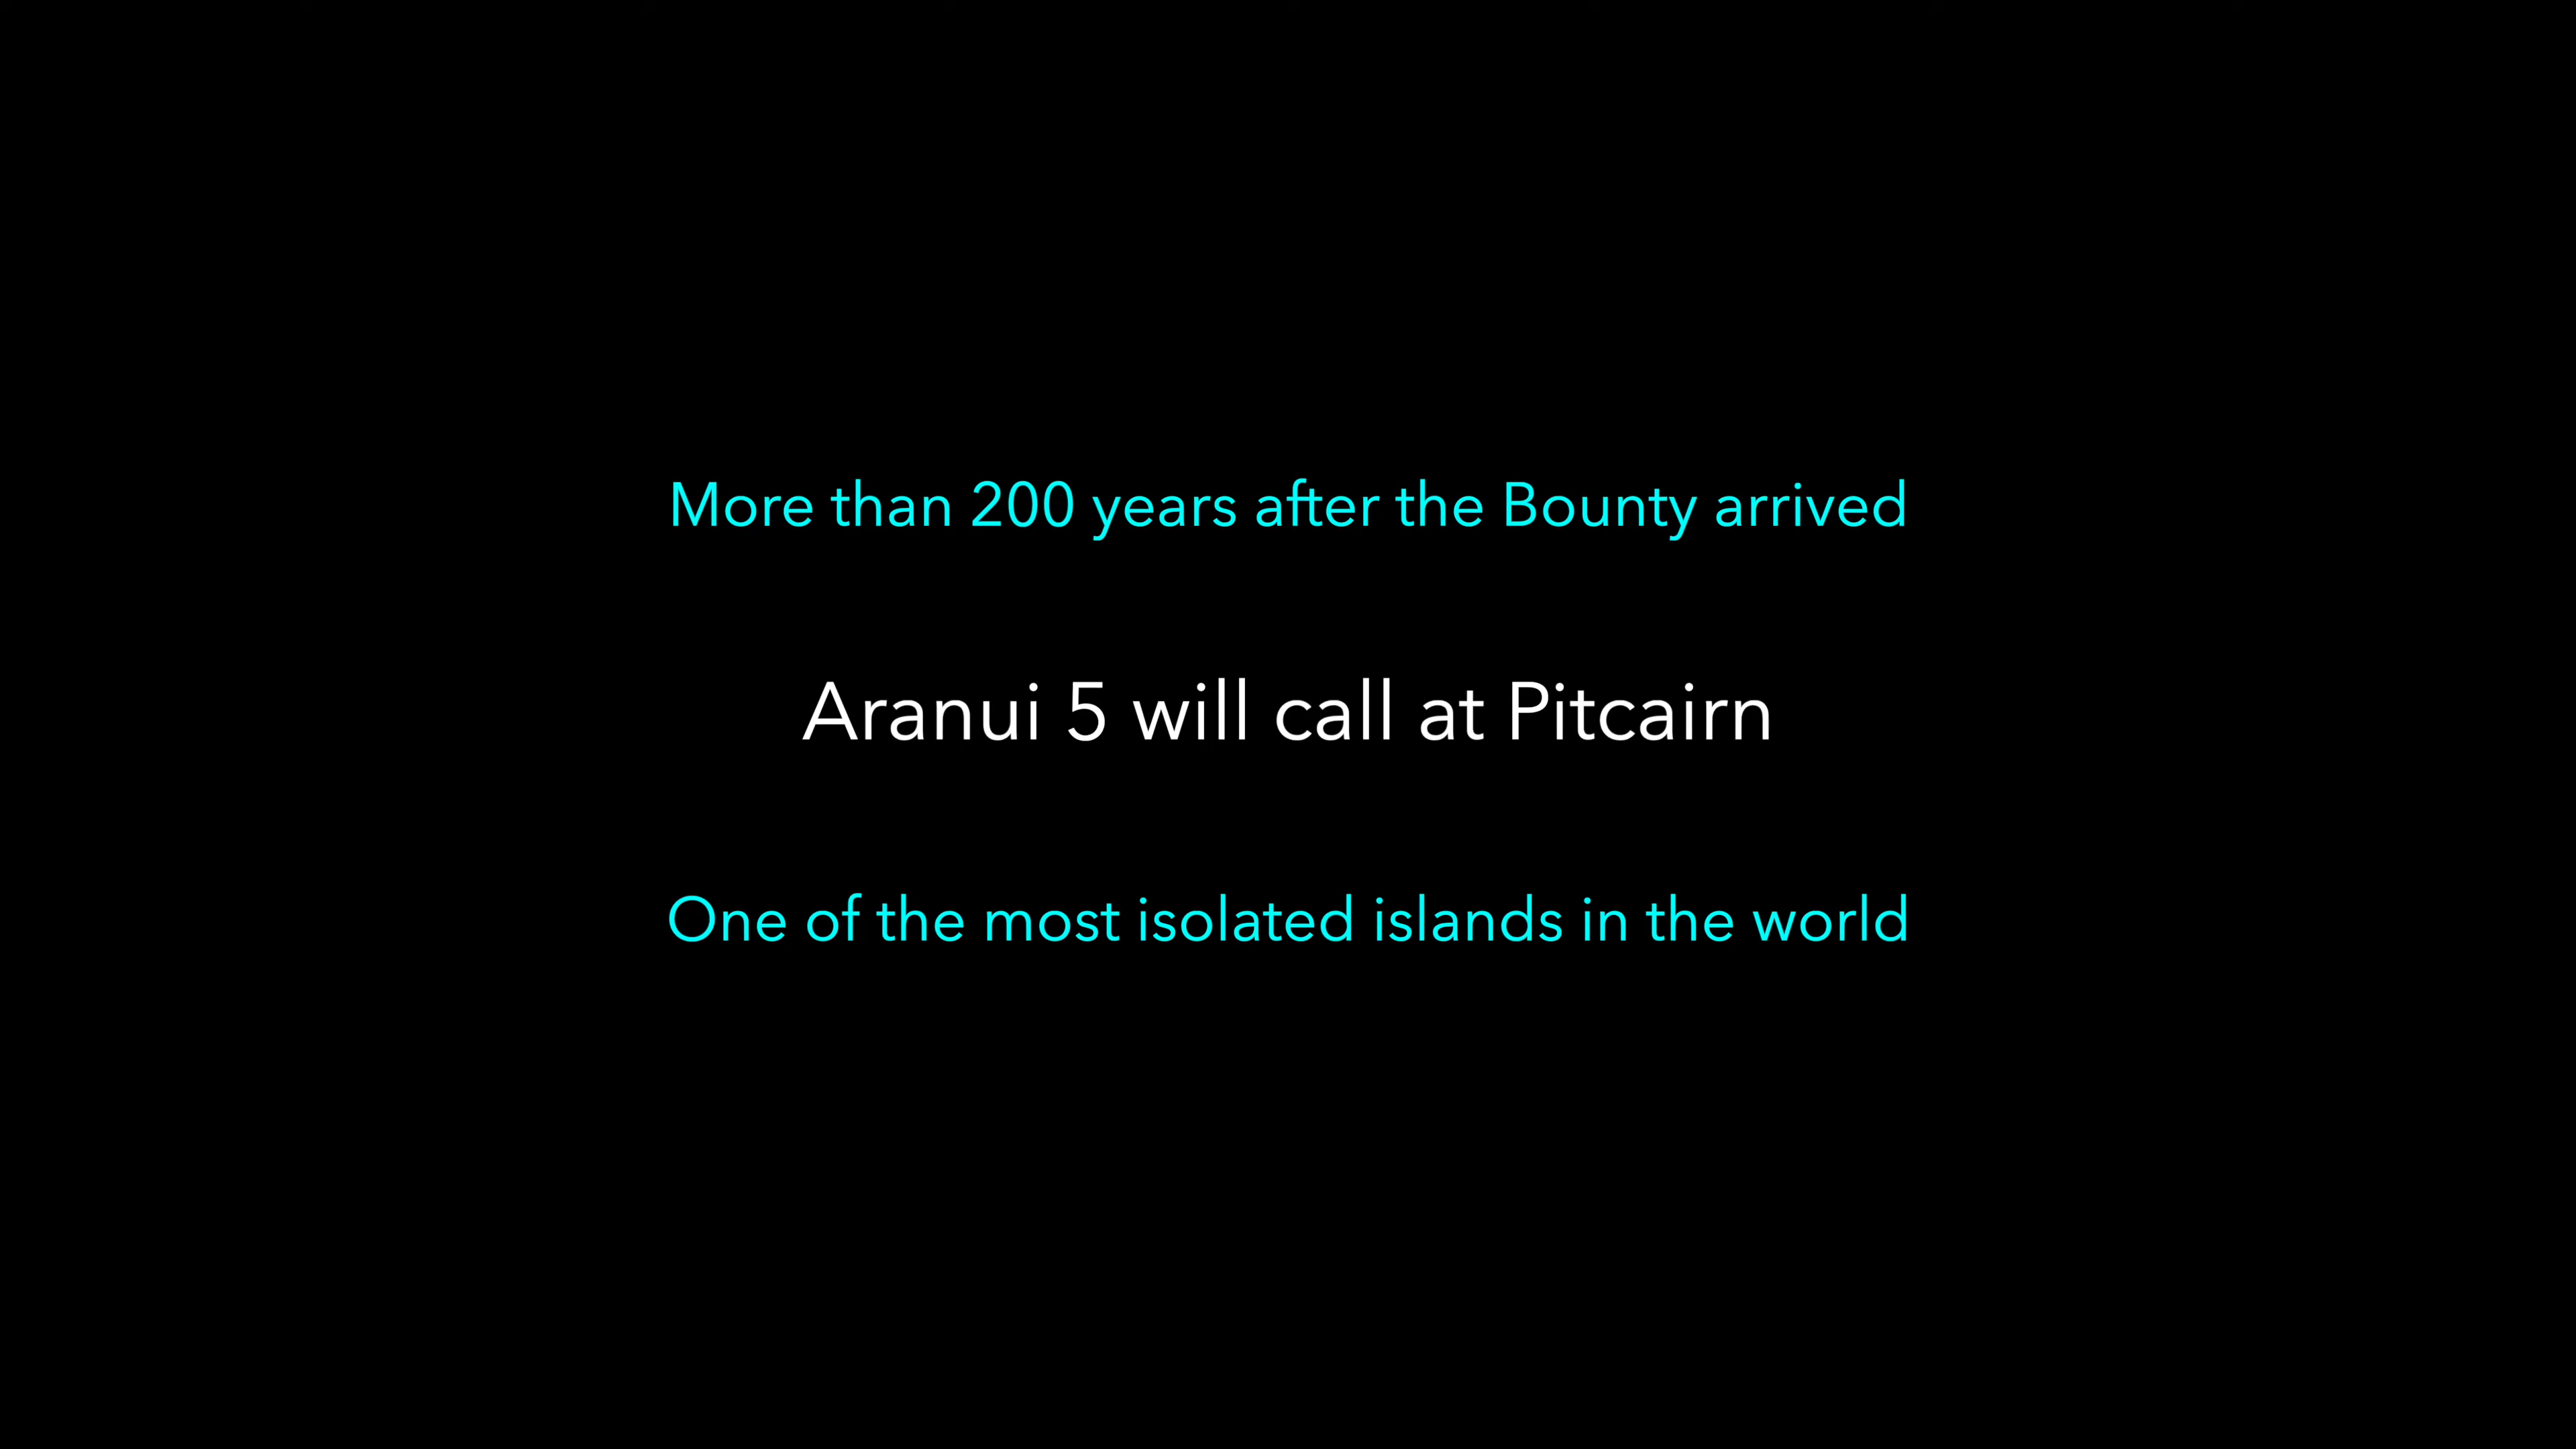 More than 200 years after the Bounty arrived
Aranui 5 will call at Pitcairn
One of the most isolated islands in the world